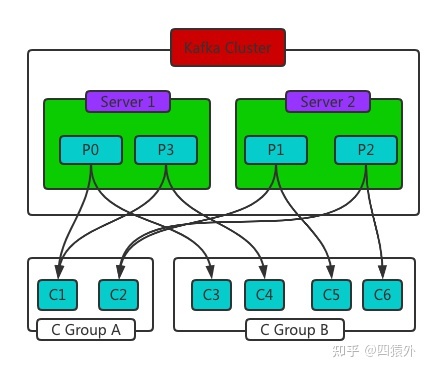 Kafka Cluster
Server 1 Server 2
P0 P3 P1 P2
C1 C2 C3 C4 C5 C6
C Group A C Group B
知乎 @四猿外